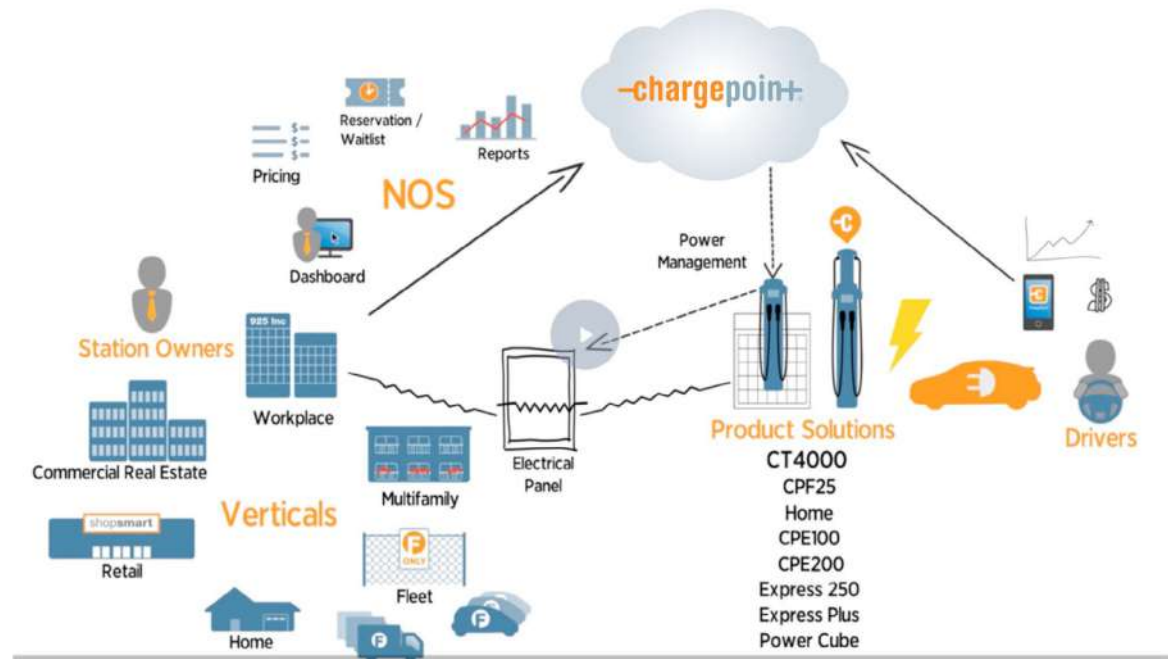 chargepoint
Reservation /
Waitlist
$
$
$
Pricing
Reports
NOS
Dashboard
Power
Management
C
C
$
Station Owners
925 Inc
Workplace
Commercial Real Estate
Electrical
Panel
Product Solutions
Drivers
Multifamily
Verticals
shopsmart
Retail
F
ONLY
Fleet
Home
F
F
CT4000
CPF25
Home
CPE100
CPE200
Express 250
Express Plus
Power Cube